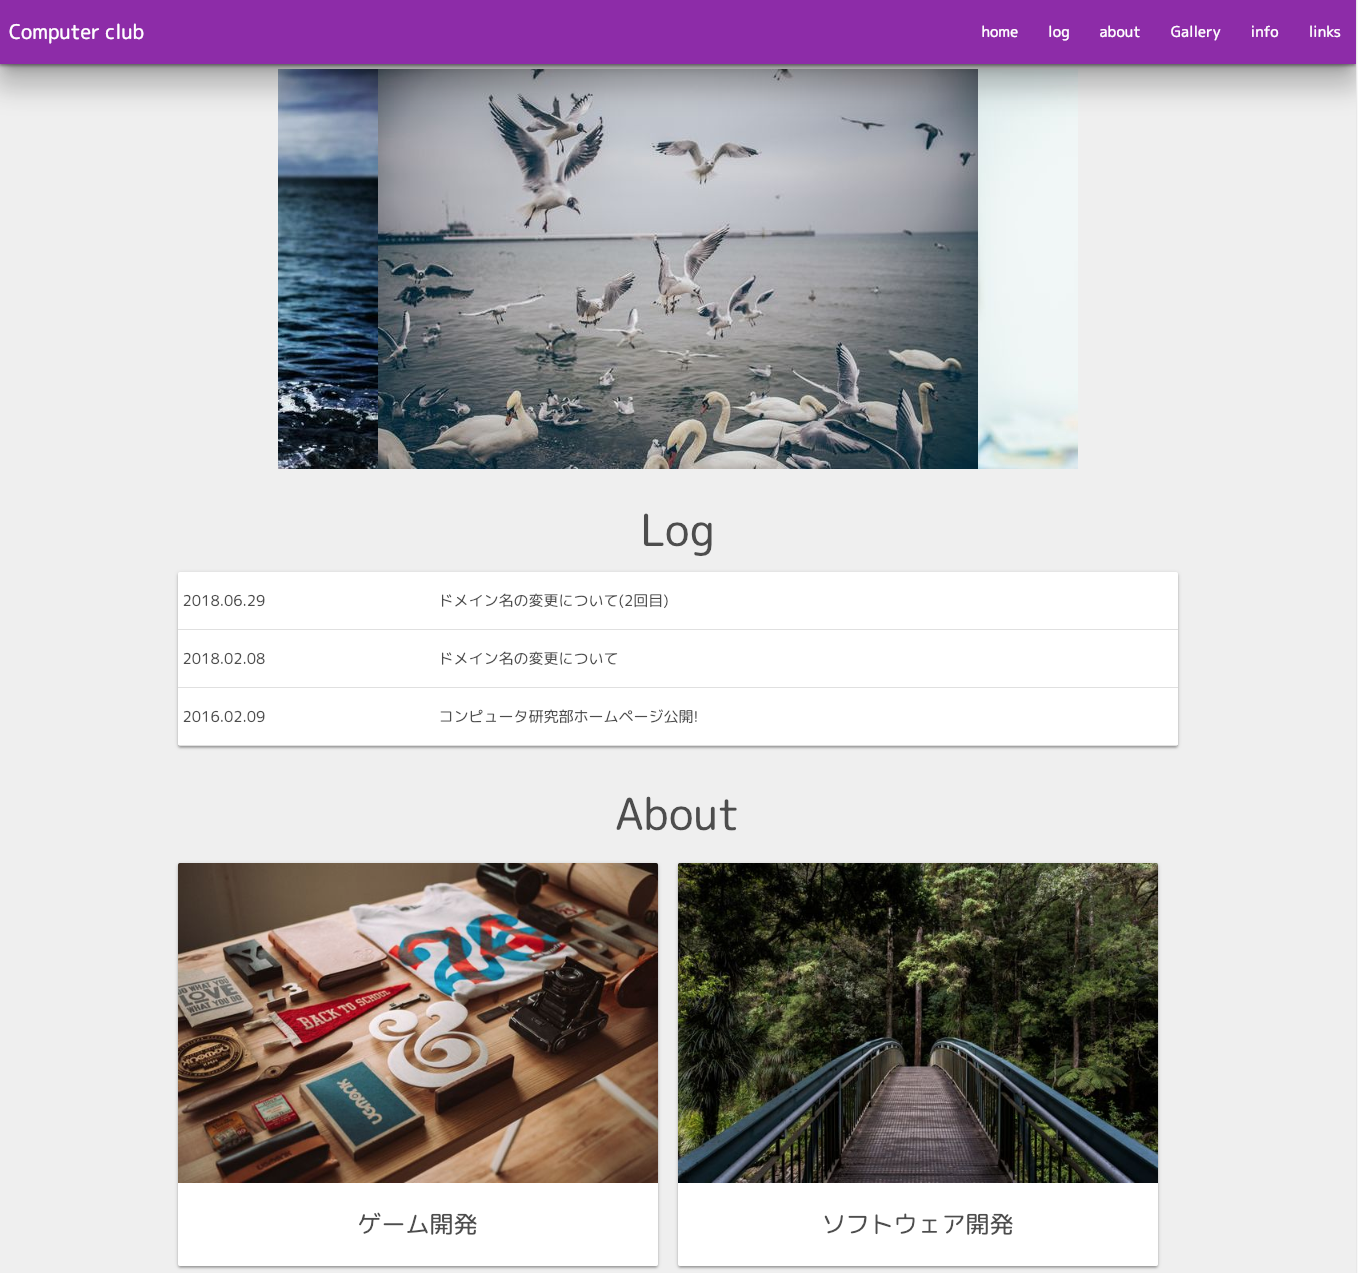 Computer club
home log about Gallery info links
Log
2018.06.29 ドメイン名の変更について(2回目)
2018.02.08 ドメイン名の変更について
2016.02.09 コンピュータ研究部ホームページ公開!
About
DO WHAT YOU
LOVE
WHAT YOU DO
BACK TO SCHOOL
&
ゲーム開発
ソフトウェア開発